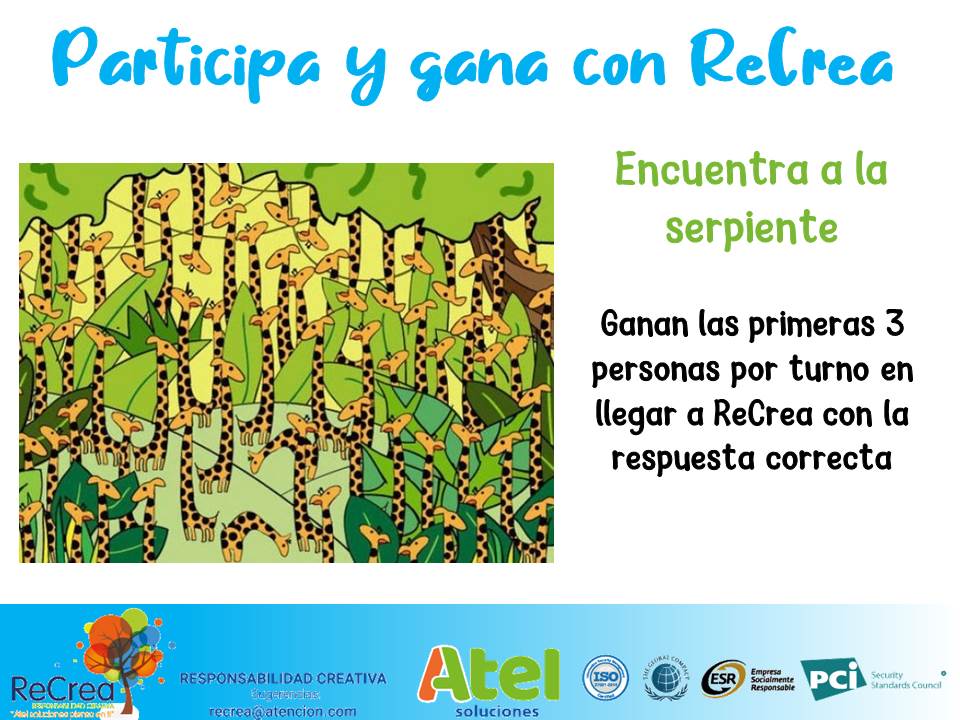 Participa y gana con ReCrea
Encuentra a la
serpiente
Ganan las primeras 3
personas por turno en
llegar a ReCrea con la
respuesta correcta
ReCrea
RESPONSABILIDAD CREATIVA
"Atel soluciones piensa en ti"
RESPONSABILIDAD CREATIVA
Sugerencias:
recrea@atencion.com
Atel
soluciones
ISO
THE GLOBAL COMPACT
ESR
Empresa
Socialmente
Responsable
PCI
Security
Standards Council